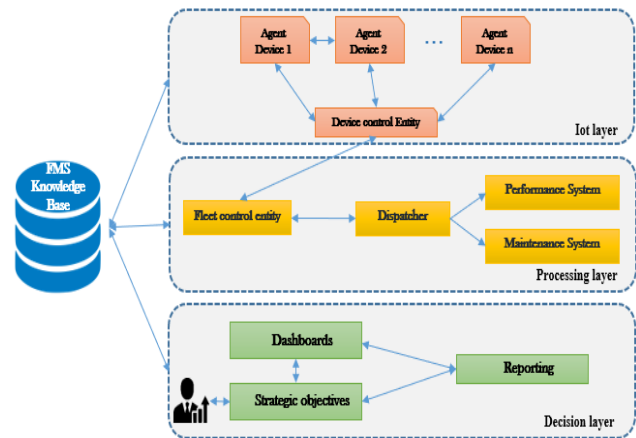 Agent
Device 1
Agent
Device 2
...
Agent
Device n
Device control Entity
Iot layer
FMS
Knowledge
Base
Fleet control entity
Dispatcher
Performance System
Maintenance System
Processing layer
Dashboards
Strategic objectives
Reporting
Decision layer